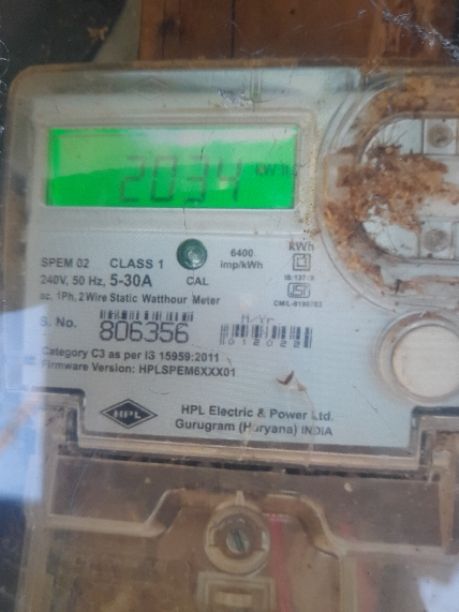 2034 kWh
SPEM 02 CLASS 1
240V, 50 Hz, 5-30A CAL
6400
imp/kWh
kWh
ac, 1Ph, 2 Wire Static Watthour Meter
S. No. 806356
M/Yr
012022
Category C3 as per IS 15959:2011
Firmware Version: HPLSPEM6XXX01
HPL
HPL Electric & Power Ltd.
Gurugram (Haryana) INDIA